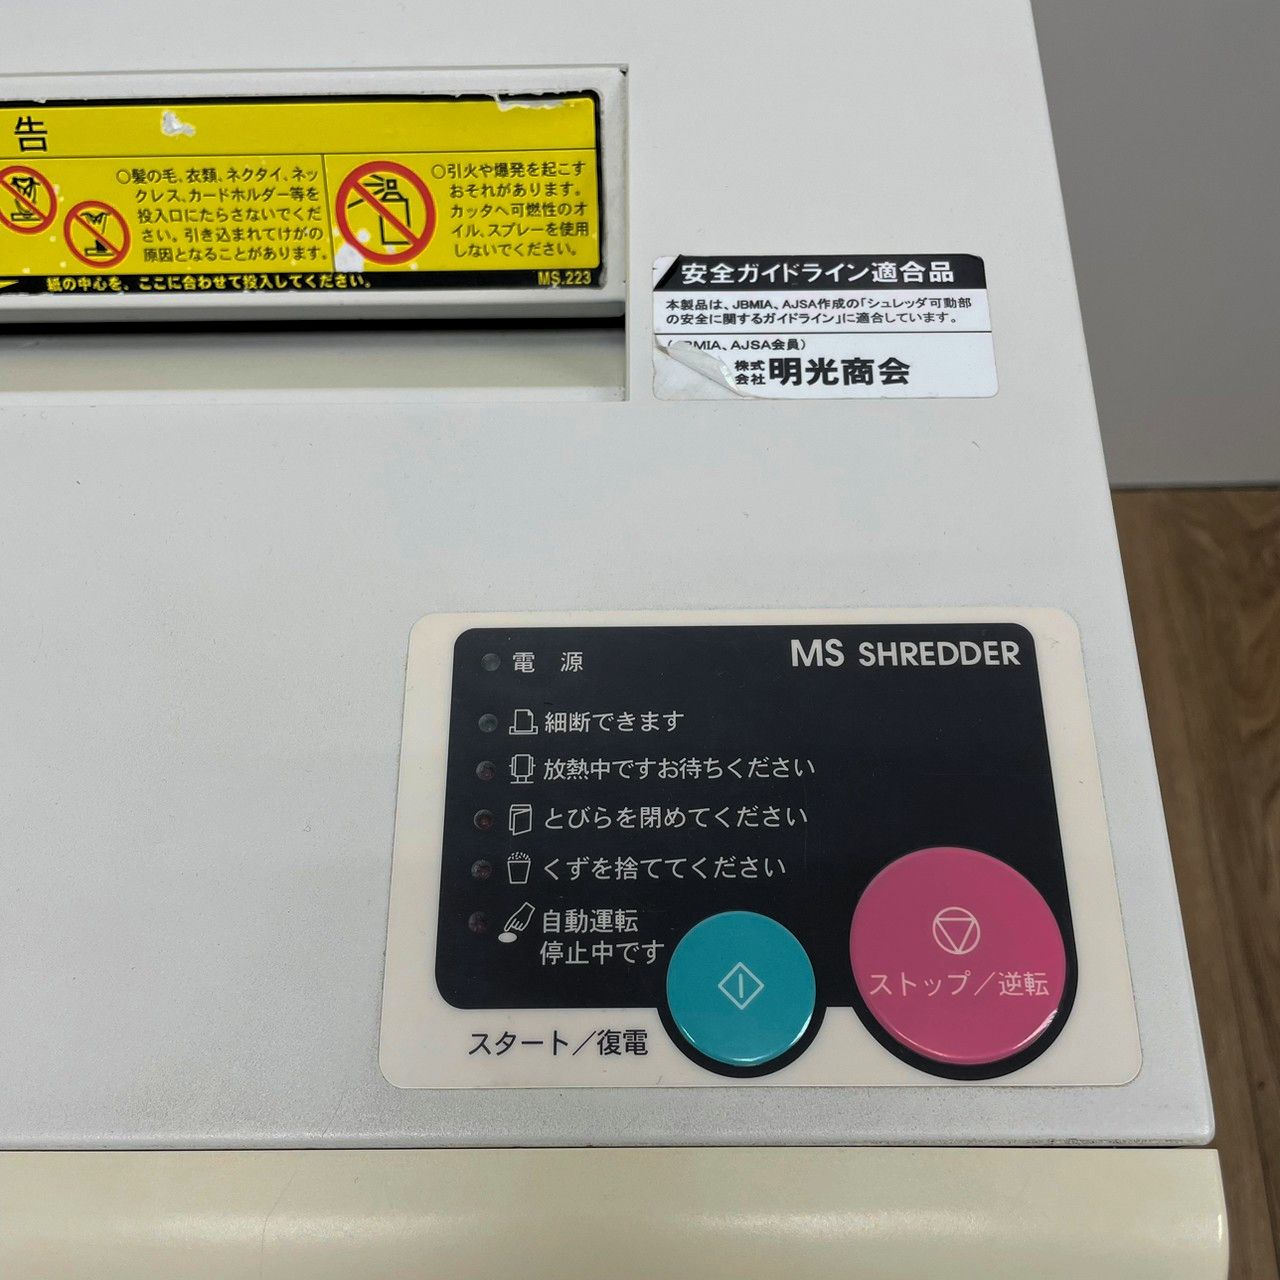 告
○髪の毛、衣類、ネクタイ、ネッ
クレス、カードホルダー等を
投入口にたらさないでくだ
さい。引き込まれてけがの
原因となることがあります。
○引火や爆発を起こす
おそれがあります。
カッタへ可燃性のオ
イル、スプレーを使用
しないでください。
紙の中心を、ここに合わせて投入してください。
MS.223
安全ガイドライン適合品
本製品は、JBMIA、AJSA作成の「シュレッダ可動部
の安全に関するガイドライン」に適合しています。
(JBMIA、AJSA会員)
株式会社 明光商会
MS SHREDDER
電 源
細断できます
放熱中ですお待ちください
とびらを閉めてください
くずを捨ててください
自動運転
停止中です
ストップ／逆転
スタート／復電